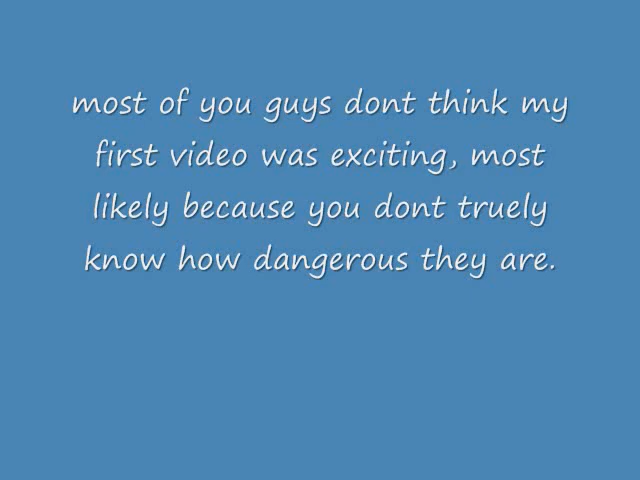 most of you guys dont think my
first video was exciting, most
likely because you dont truely
know how dangerous they are.